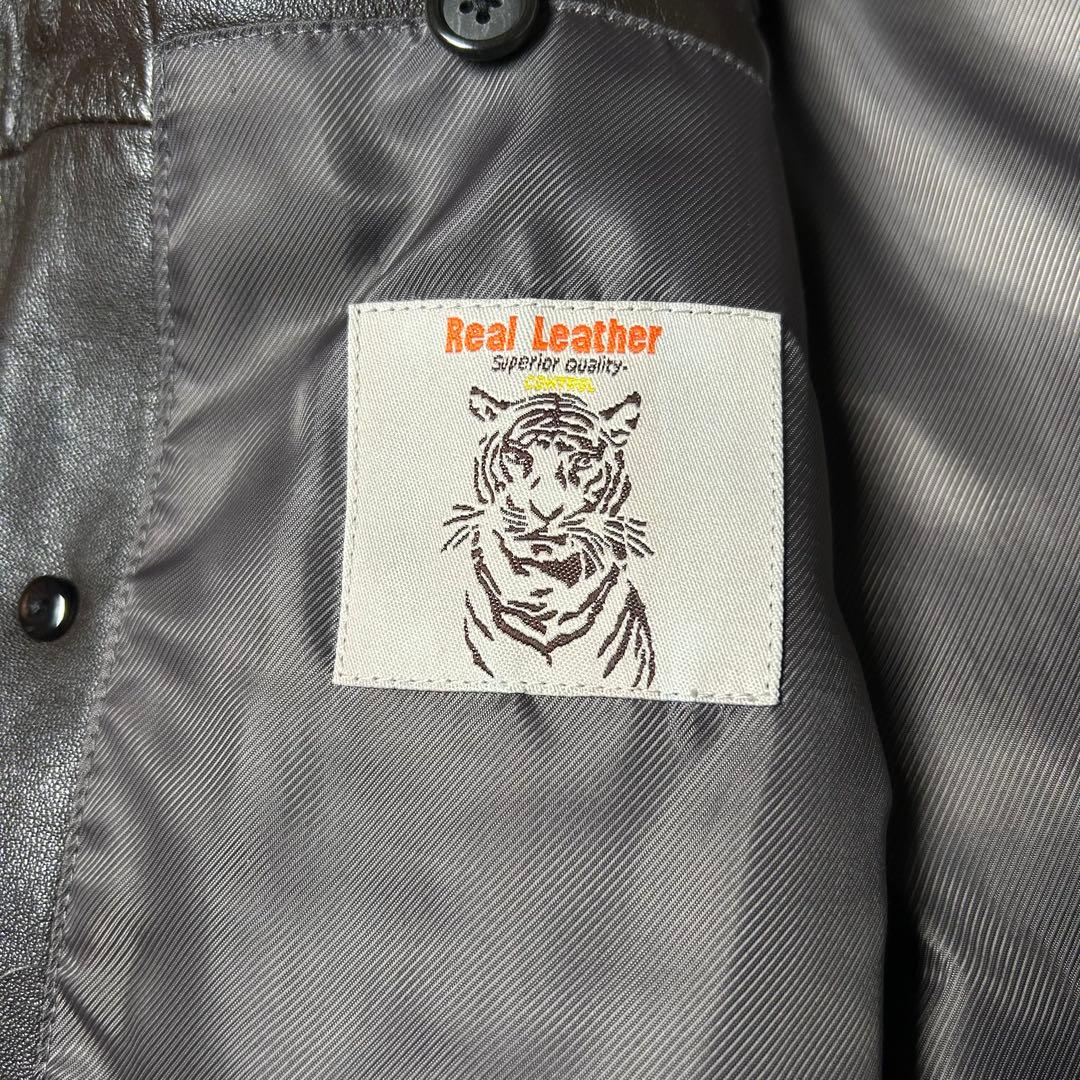 Real Leather
Superior Quality-
CONTROL